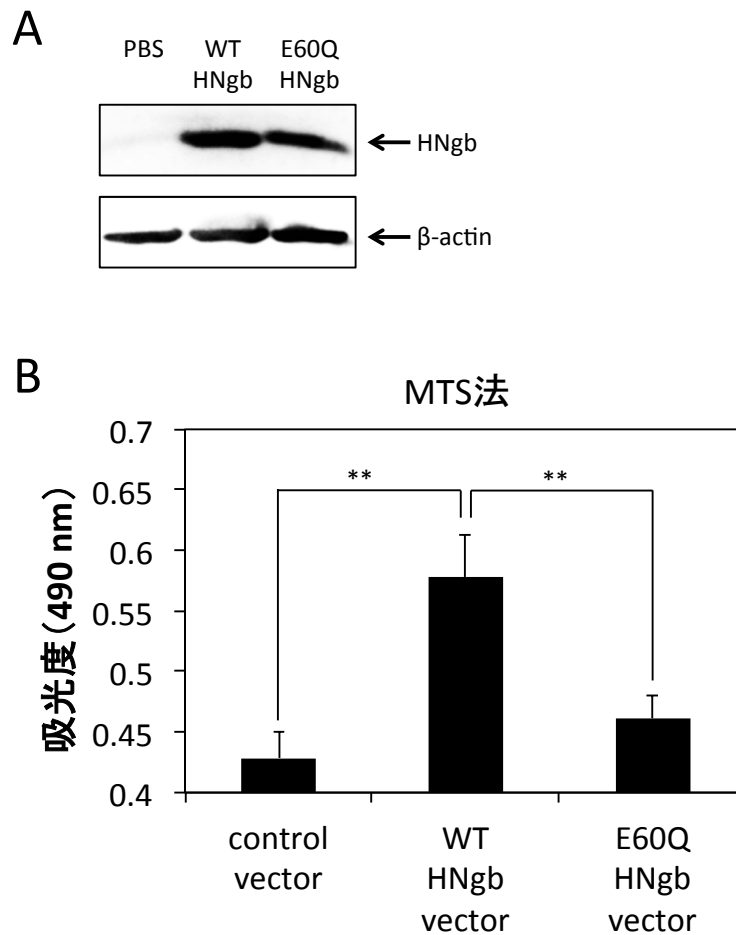 A
PBS
WT
HNgb
E60Q
HNgb
HNgb
β-actin
B
MTS法
0.7
0.65
0.6
0.55
0.5
0.45
0.4
吸光度(490 nm)
**
**
control
vector
WT
HNgb
vector
E60Q
HNgb
vector